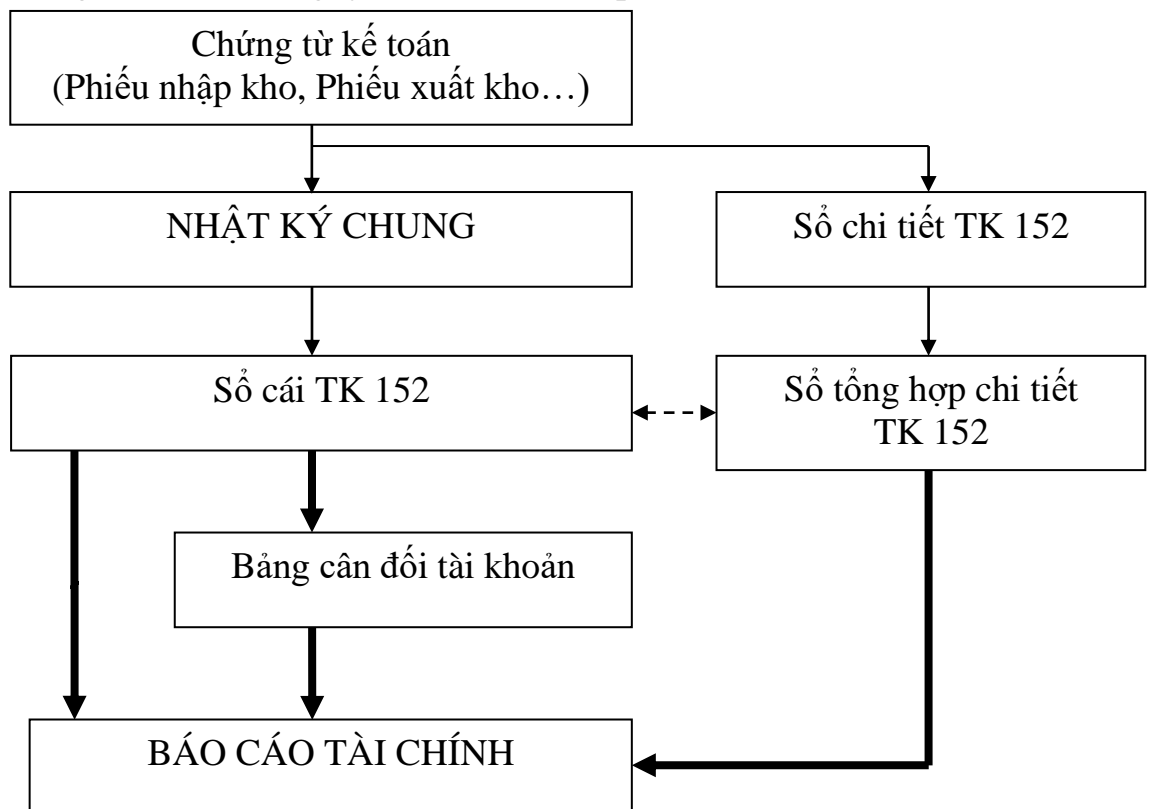 Chứng từ kế toán
(Phiếu nhập kho, Phiếu xuất kho…)
NHẬT KÝ CHUNG
Sổ chi tiết TK 152
Sổ cái TK 152
Sổ tổng hợp chi tiết
TK 152
Bảng cân đối tài khoản
BÁO CÁO TÀI CHÍNH